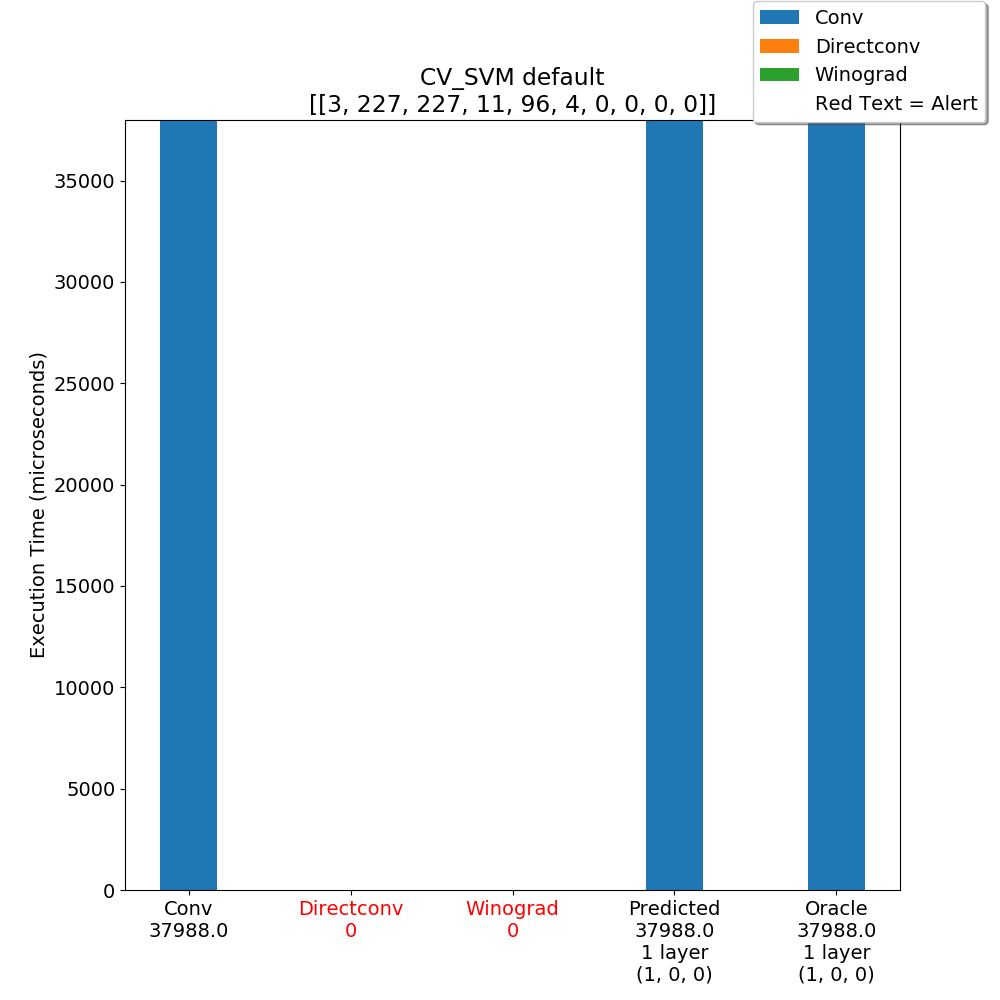 Conv
Directconv
Winograd
Red Text = Alert
CV_SVM default
[[3, 227, 227, 11, 96, 4, 0, 0, 0, 0]]
Execution Time (microseconds)
35000
30000
25000
20000
15000
10000
5000
0
Conv
37988.0
Directconv
0
Winograd
0
Predicted
37988.0
1 layer
(1, 0, 0)
Oracle
37988.0
1 layer
(1, 0, 0)